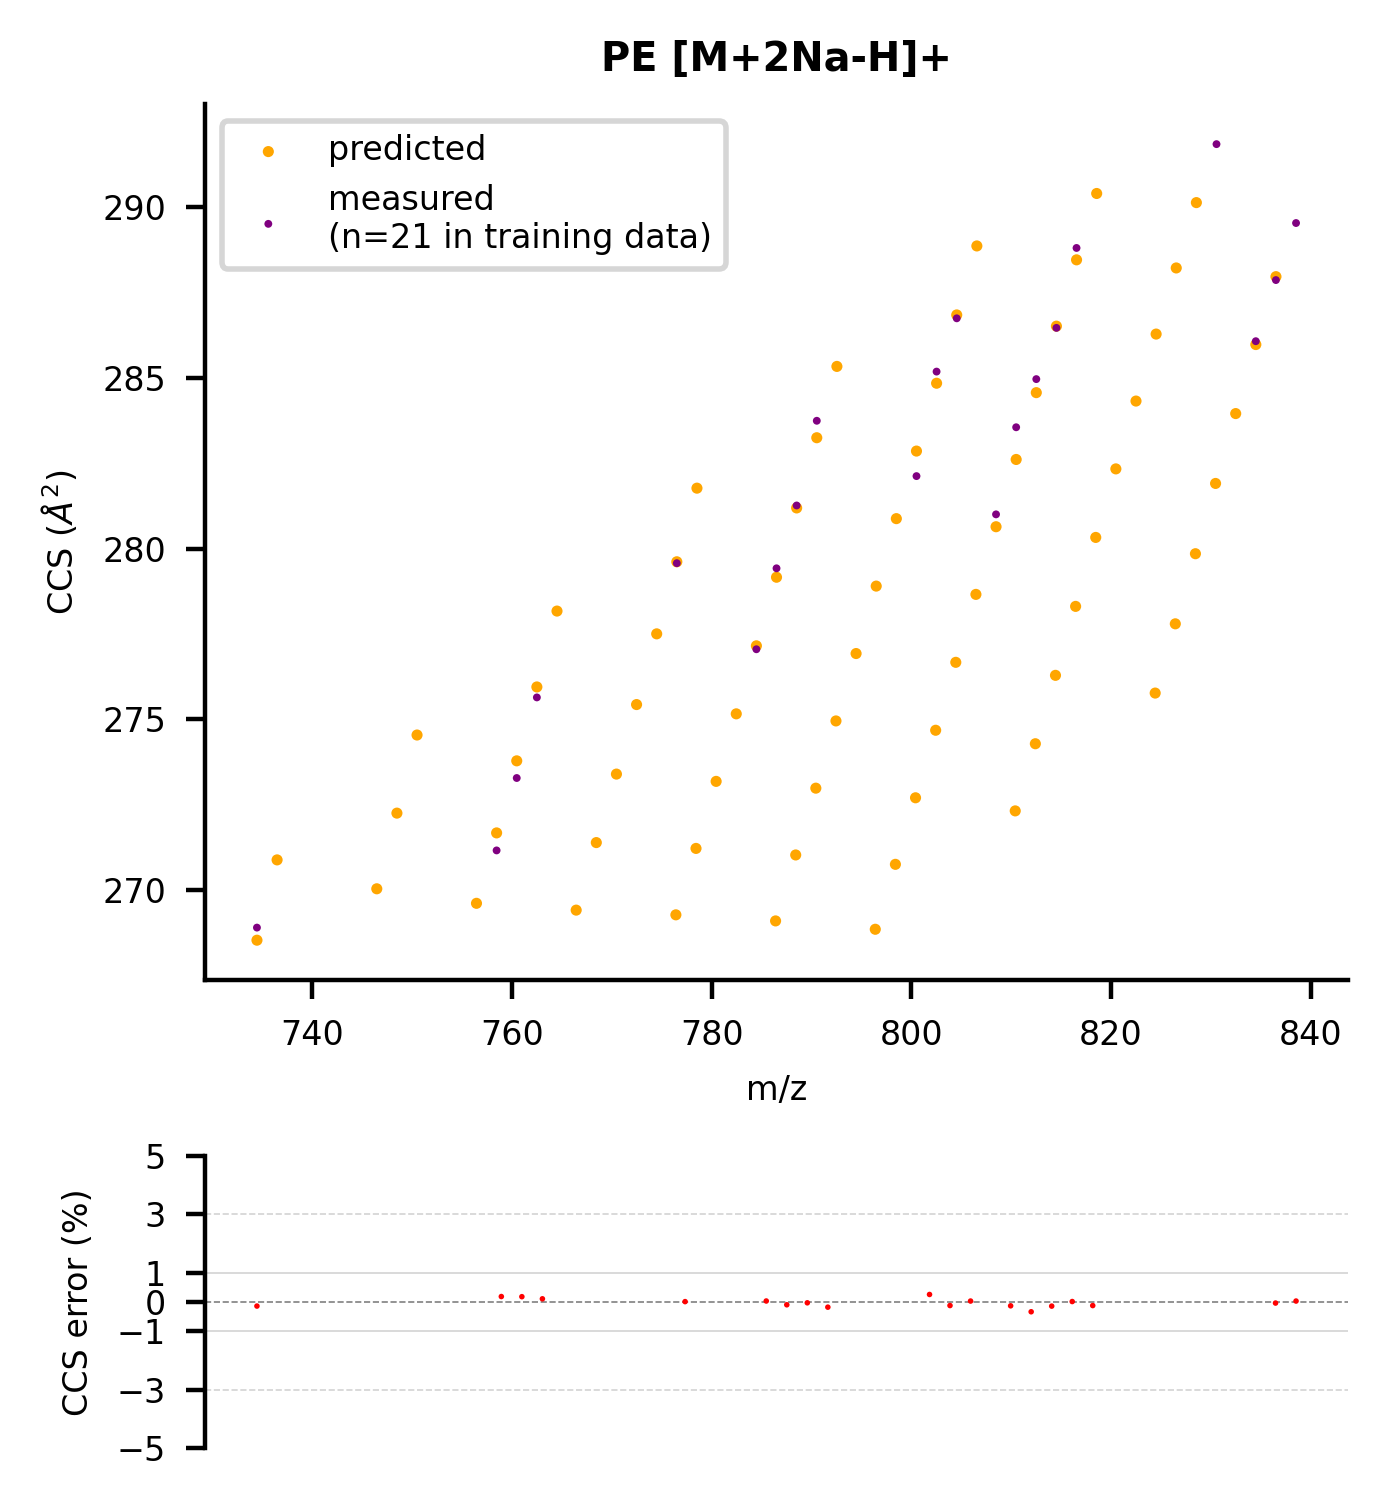 PE [M+2Na-H]+
predicted
measured
(n=21 in training data)
290
285
280
275
270
CCS (Å²)
740 760 780 800 820 840
m/z
5
3
1
0
−1
−3
−5
CCS error (%)